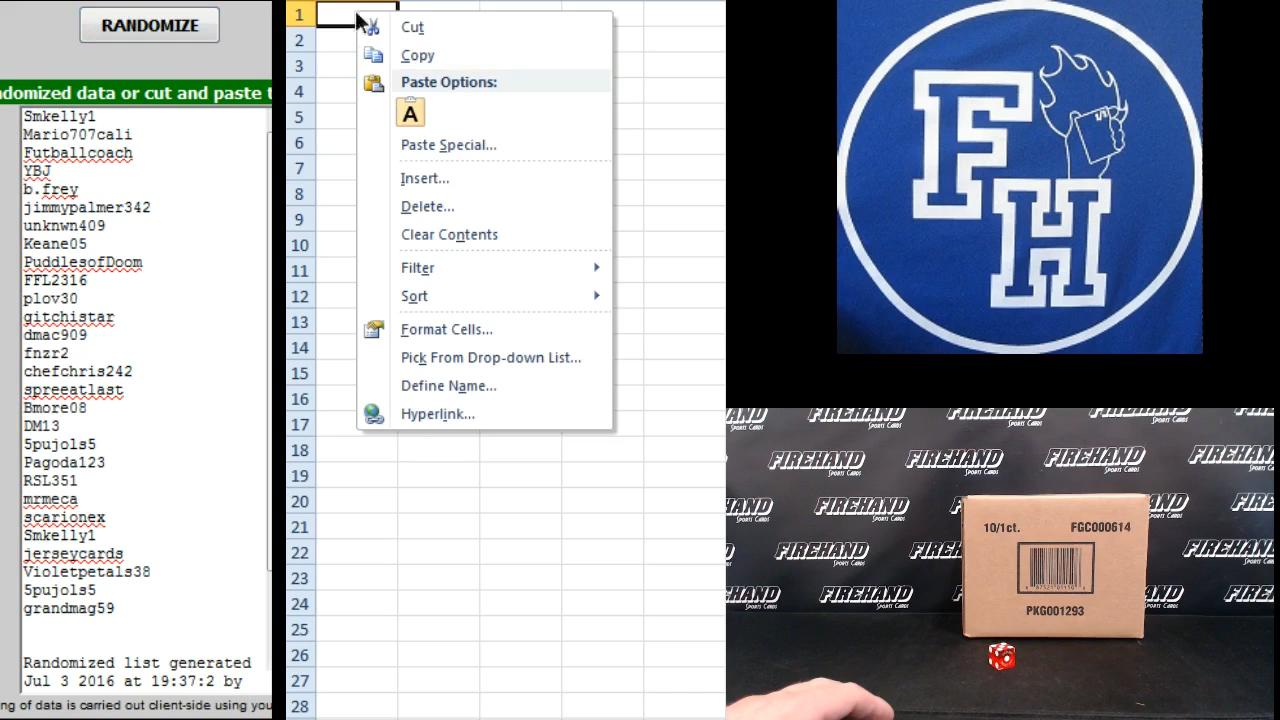 RANDOMIZE
ndomized data or cut and paste t
Smkelly1
Mario707cali
Futballcoach
YBJ
b.frey
jimmypalmer342
unknwn409
Keane05
PuddlesofDoom
FFL2316
plov30
gitchistar
dmac909
fnzr2
chefchris242
spreeatlast
Bmore08
DM13
5pujols5
Pagoda123
RSL351
mrmeca
scarionex
Smkelly1
jerseycards
Violetpetals38
5pujols5
grandmag59
Randomized list generated
Jul 3 2016 at 19:37:2 by
ng of data is carried out client-side using you
1
2
3
4
5
6
7
8
9
10
11
12
13
14
15
16
17
18
19
20
21
22
23
24
25
26
27
28
Cut
Copy
Paste Options:
A
Paste Special...
Insert...
Delete...
Clear Contents
Filter
Sort
Format Cells...
Pick From Drop-down List...
Define Name...
Hyperlink...
F
H
FIREHAND
SPORTS CARDS
10/1ct. FGC000614
PKG001293